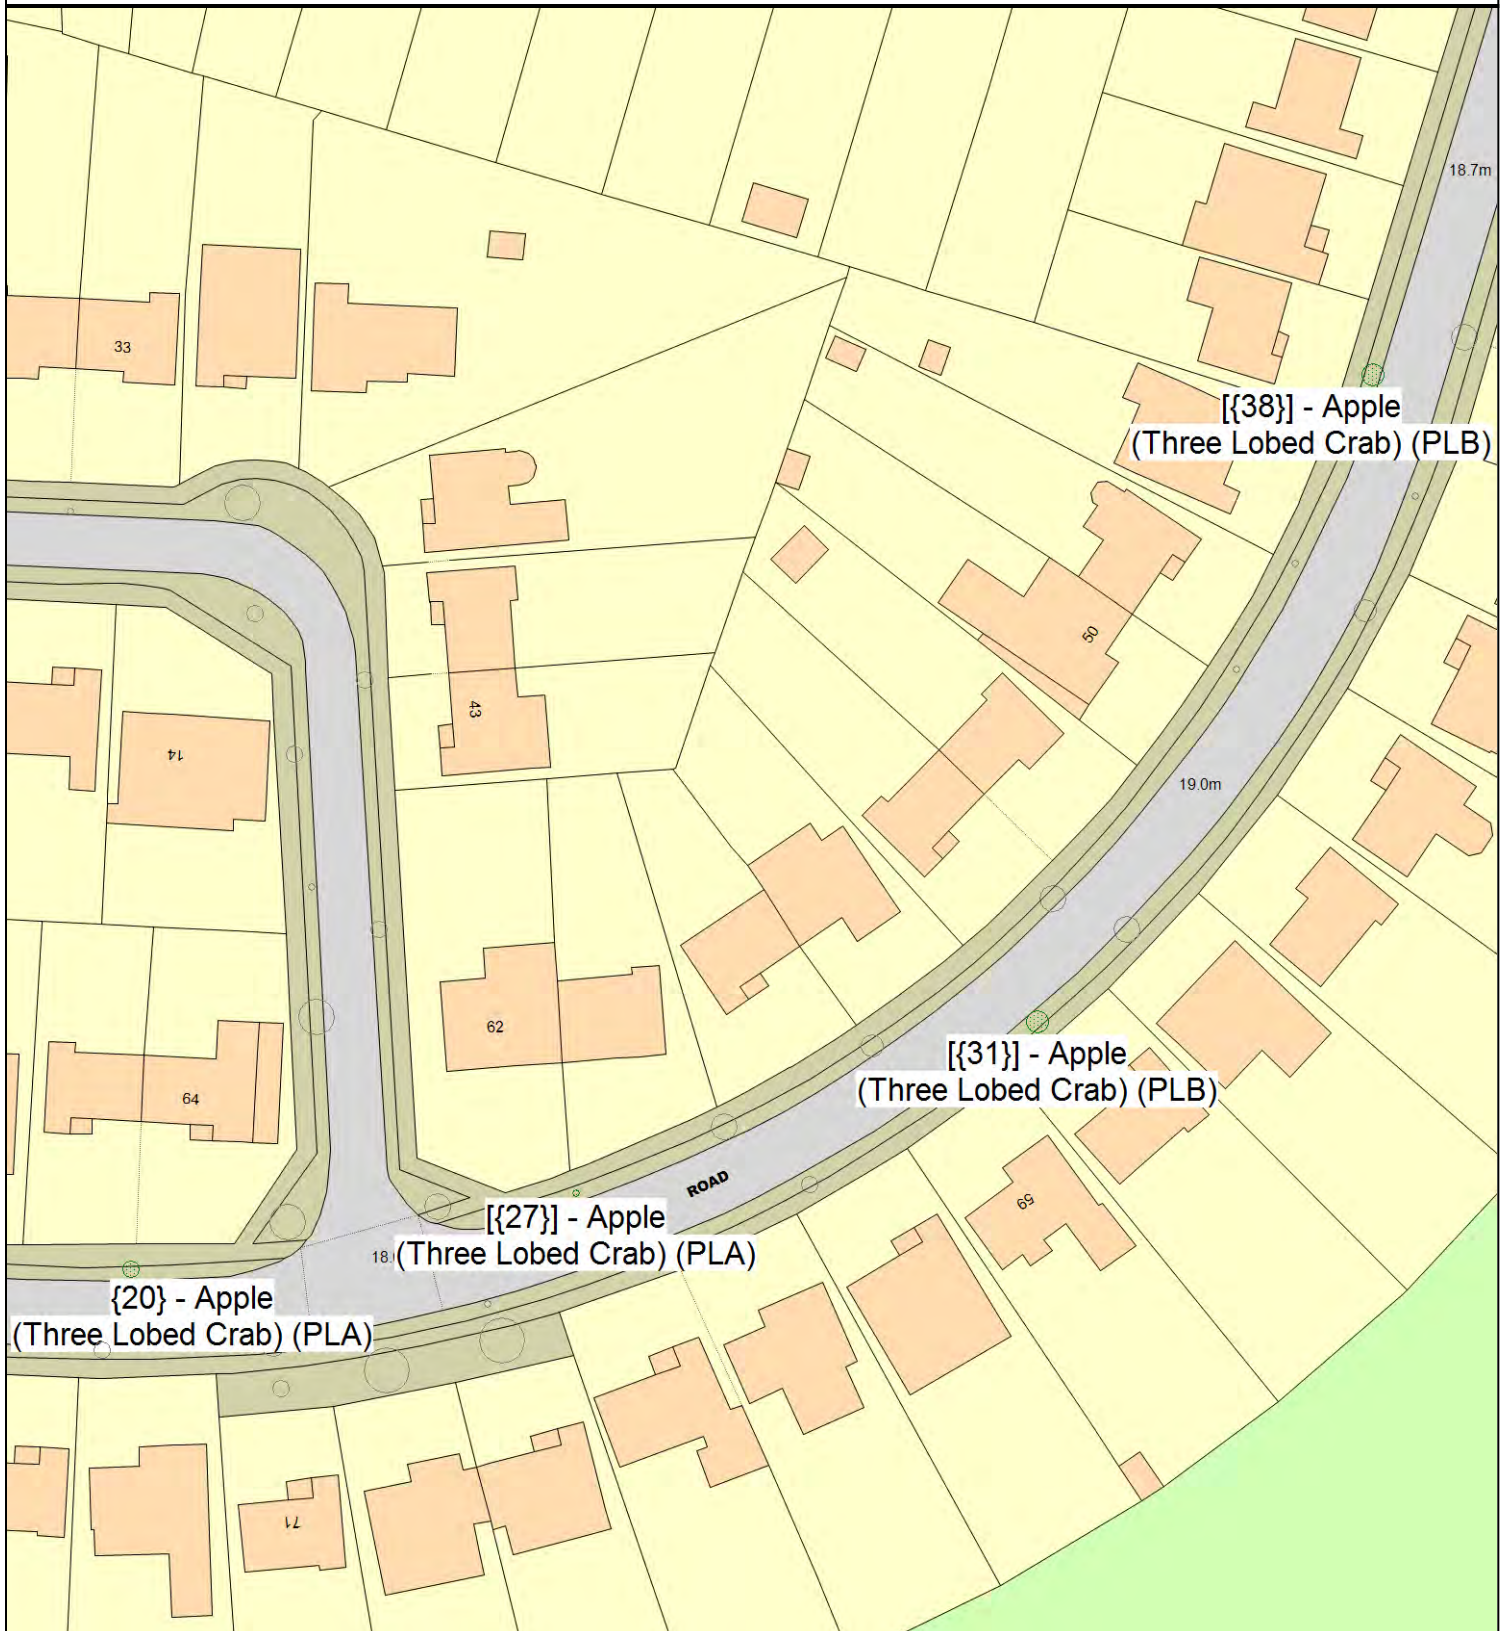 18.7m
33
[{38}] - Apple
(Three Lobed Crab) (PLB)
50
43
14
19.0m
62
[{31}] - Apple
(Three Lobed Crab) (PLB)
64
ROAD
59
[{27}] - Apple
(Three Lobed Crab) (PLA)
18.
{20} - Apple
(Three Lobed Crab) (PLA)
71